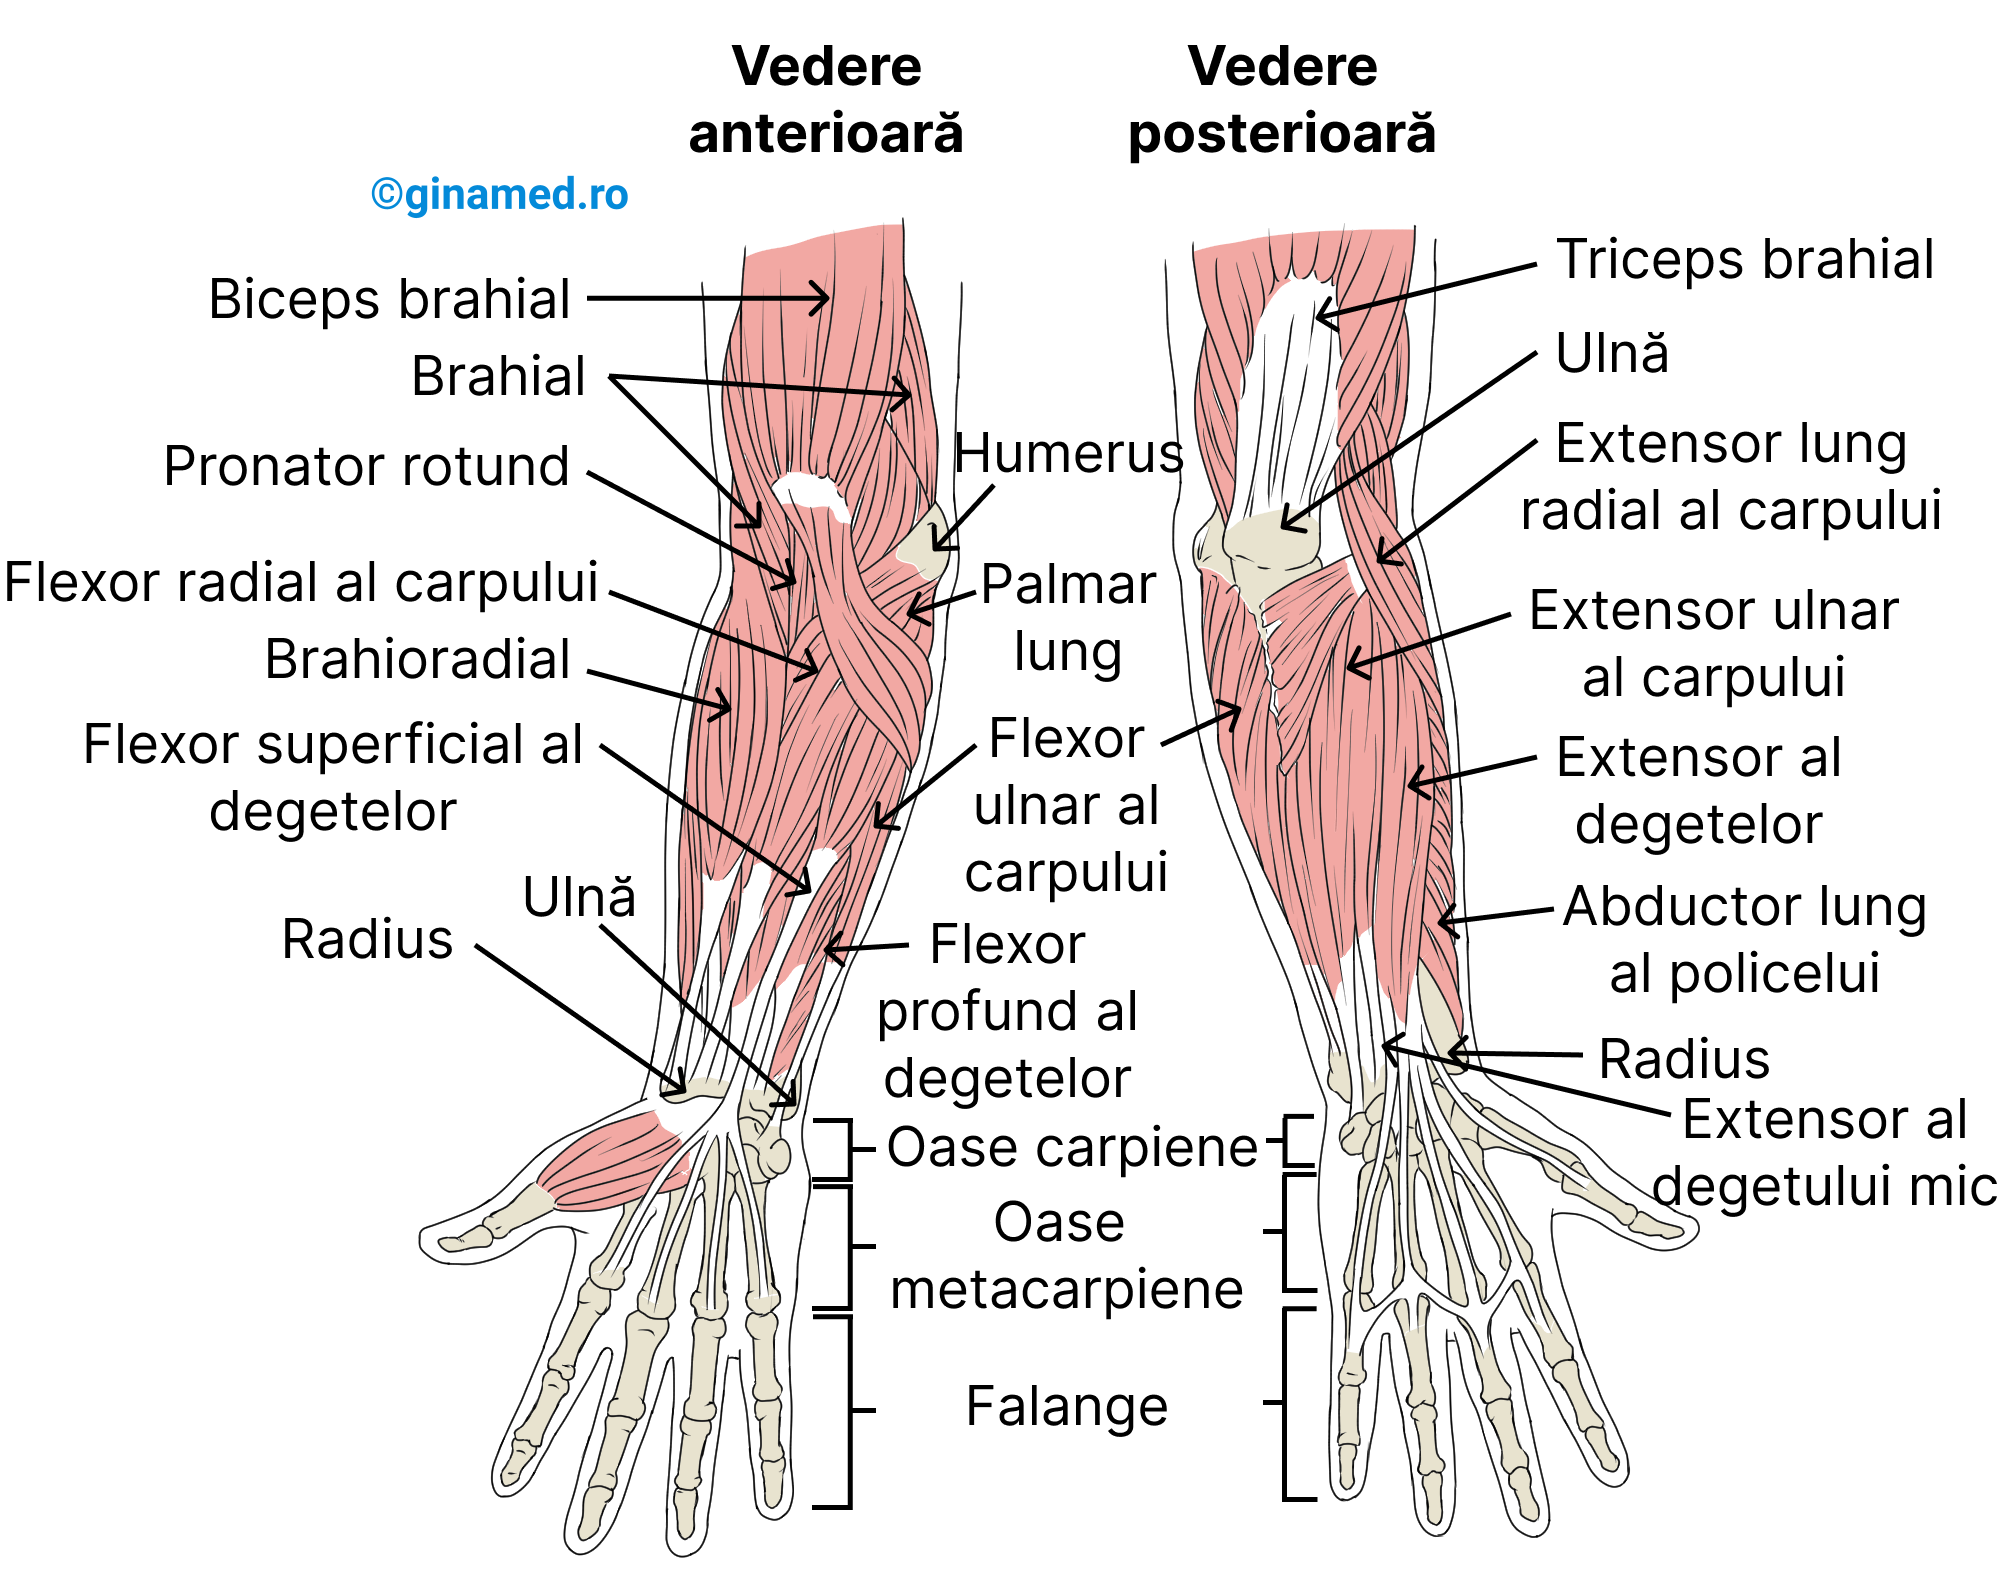 Vedere
anterioară
Vedere
posterioară
©ginamed.ro
Biceps brahial
Brahial
Pronator rotund
Flexor radial al carpului
Brahioradial
Flexor superficial al
degetelor
Ulnă
Radius
Humerus
Palmar
lung
Flexor
ulnar al
carpului
Flexor
profund al
degetelor
Oase carpiene
Oase
metacarpiene
Falange
Triceps brahial
Ulnă
Extensor lung
radial al carpului
Extensor ulnar
al carpului
Extensor al
degetelor
Abductor lung
al policelui
Radius
Extensor al
degetului mic